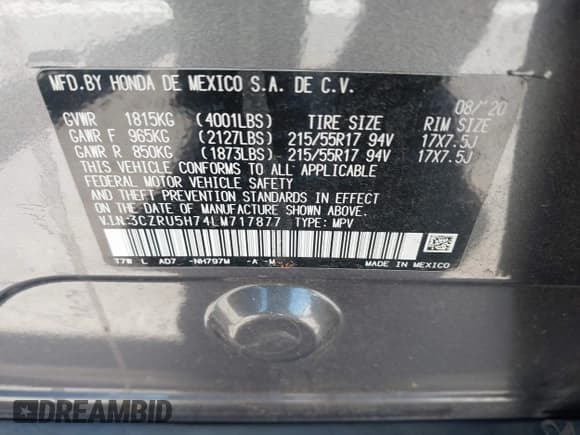 MFD.BY HONDA DE MEXICO S.A. DE C.V.
08/'20
GVWR 1815KG (4001LBS) TIRE SIZE RIM SIZE
GAWR F 965KG (2127LBS) 215/55R17 94V 17X7.5J
GAWR R 850KG (1873LBS) 215/55R17 94V 17X7.5J
THIS VEHICLE CONFORMS TO ALL APPLICABLE
FEDERAL MOTOR VEHICLE SAFETY
AND THEFT PREVENTION STANDARDS IN EFFECT
ON THE DATE OF MANUFACTURE SHOWN ABOVE.
V.I.N:3CZRU5H74LM717877 TYPE: MPV
T7W L AD7 -NH797M -A -M
MADE IN MEXICO
DREAMBID